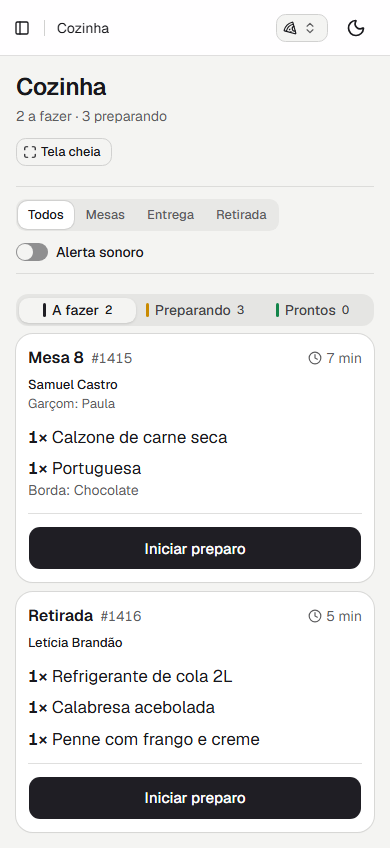 Cozinha
Cozinha
2 a fazer · 3 preparando
Tela cheia
Todos Mesas Entrega Retirada
Alerta sonoro
A fazer 2 Preparando 3 Prontos 0
Mesa 8 #1415 7 min
Samuel Castro
Garçom: Paula
1× Calzone de carne seca
1× Portuguesa
Borda: Chocolate
Iniciar preparo
Retirada #1416 5 min
Letícia Brandão
1× Refrigerante de cola 2L
1× Calabresa acebolada
1× Penne com frango e creme
Iniciar preparo